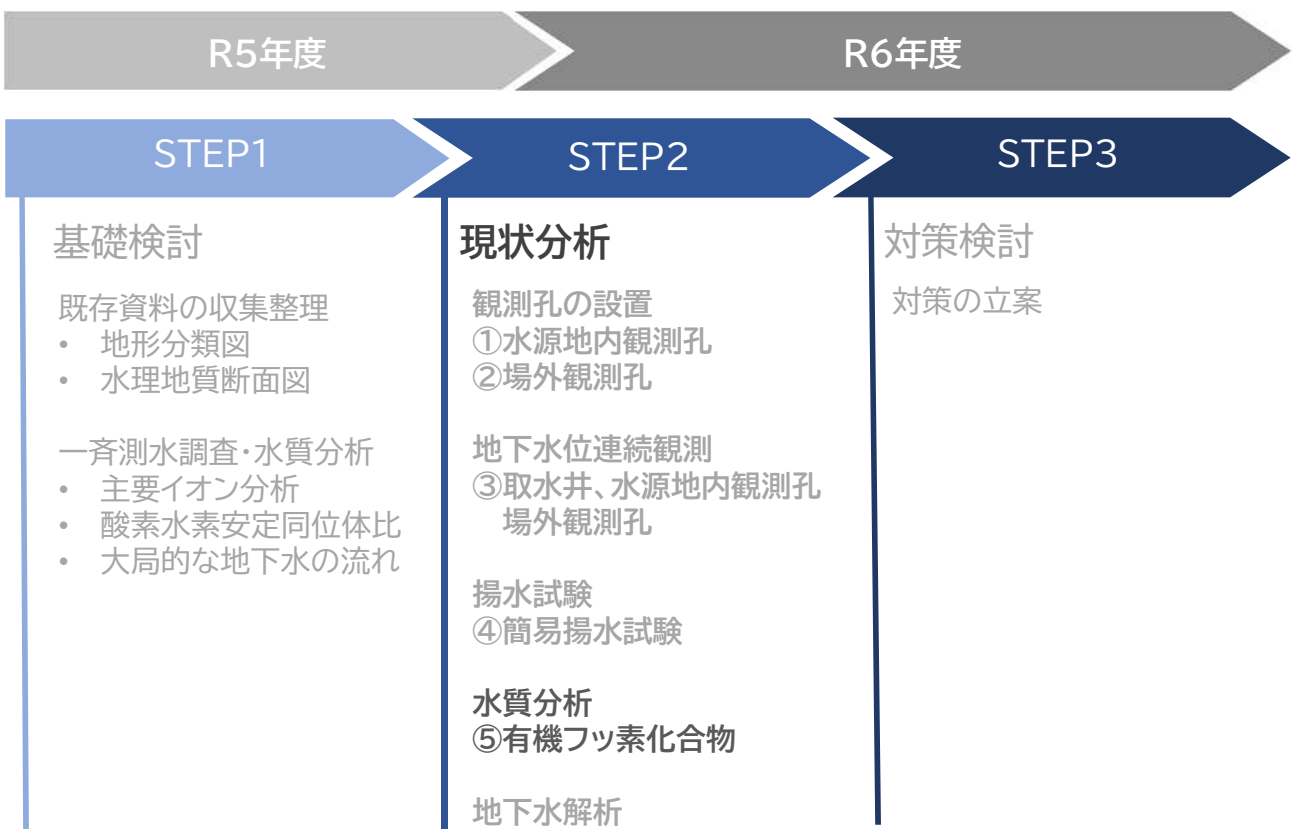 R5年度
R6年度
STEP1
STEP2
STEP3
基礎検討
既存資料の収集整理
• 地形分類図
• 水理地質断面図
一斉測水調査・水質分析
• 主要イオン分析
• 酸素水素安定同位体比
• 大局的な地下水の流れ
現状分析
観測孔の設置
①水源地内観測孔
②場外観測孔
地下水位連続観測
③取水井、水源地内観測孔
場外観測孔
揚水試験
④簡易揚水試験
水質分析
⑤有機フッ素化合物
地下水解析
対策検討
対策の立案